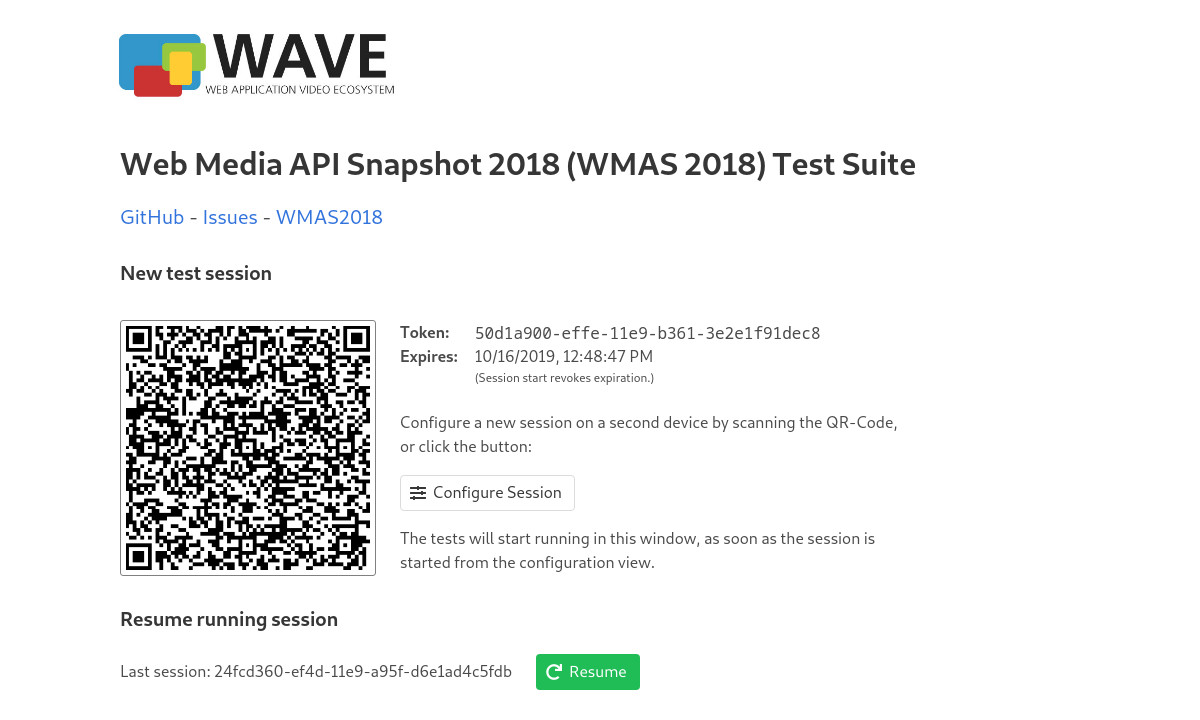 WAVE
WEB APPLICATION VIDEO ECOSYSTEM
Web Media API Snapshot 2018 (WMAS 2018) Test Suite
GitHub - Issues - WMAS2018
New test session
Token: 50d1a900-effe-11e9-b361-3e2e1f91dec8
Expires: 10/16/2019, 12:48:47 PM
(Session start revokes expiration.)
Configure a new session on a second device by scanning the QR-Code,
or click the button:
Configure Session
The tests will start running in this window, as soon as the session is
started from the configuration view.
Resume running session
Last session: 24fcd360-ef4d-11e9-a95f-d6e1ad4c5fdb Resume